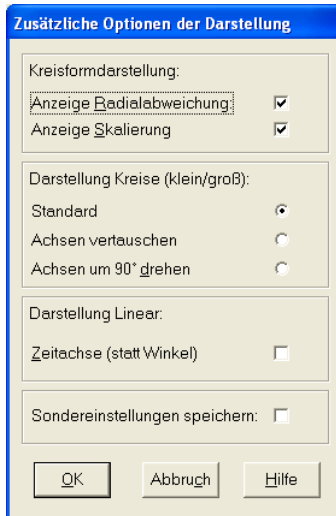 Zusätzliche Optionen der Darstellung
Kreisformdarstellung:
Anzeige Radialabweichung:
Anzeige Skalierung
Darstellung Kreise (klein/groß):
Standard
Achsen vertauschen
Achsen um 90° drehen
Darstellung Linear:
Zeitachse (statt Winkel)
Sondereinstellungen speichern:
OK Abbruch Hilfe